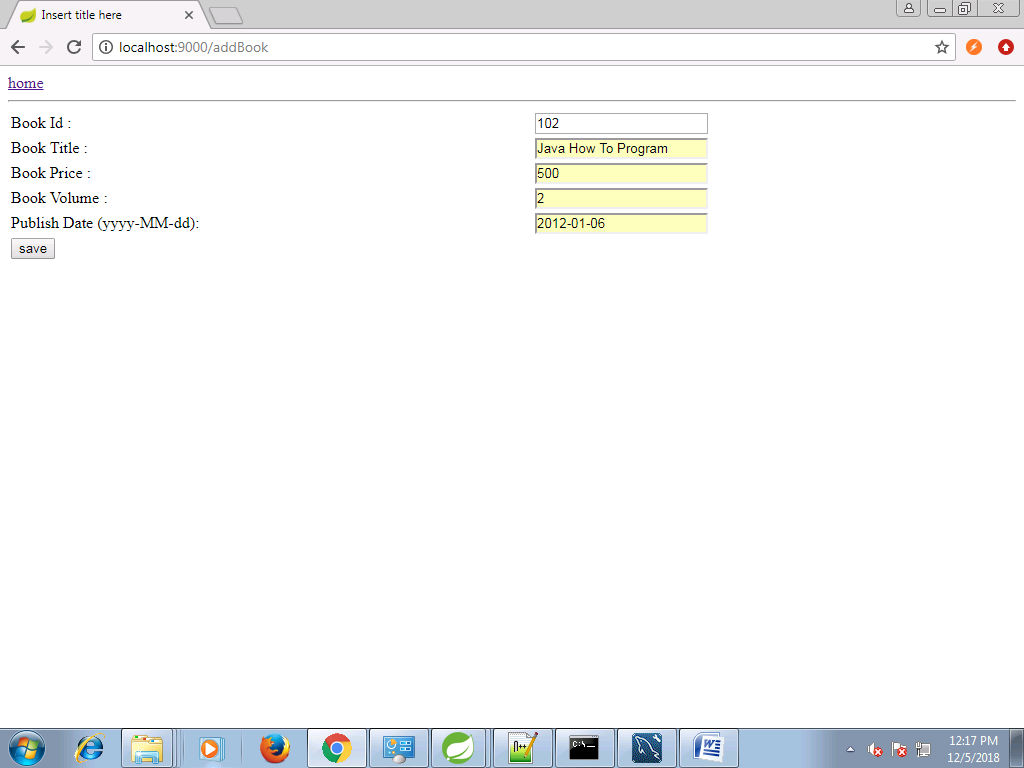 Insert title here
localhost:9000/addBook
home
Book Id : 102
Book Title : Java How To Program
Book Price : 500
Book Volume : 2
Publish Date (yyyy-MM-dd): 2012-01-06
save
12:17 PM
12/5/2018